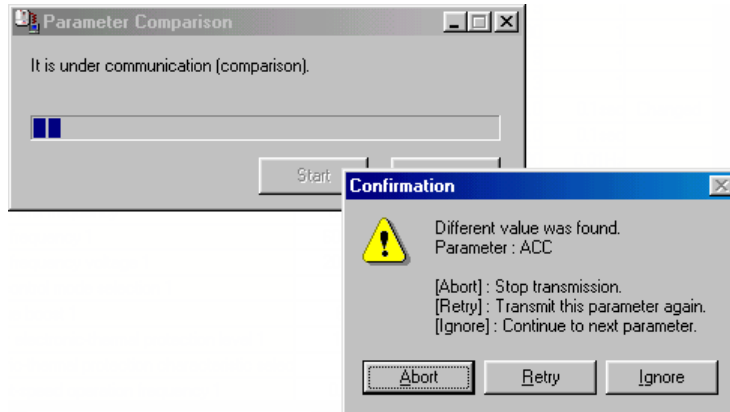 Parameter Comparison
It is under communication (comparison).
Start
Confirmation
Different value was found.
Parameter : ACC
[Abort] : Stop transmission.
[Retry] : Transmit this parameter again.
[Ignore] : Continue to next parameter.
Abort
Retry
Ignore